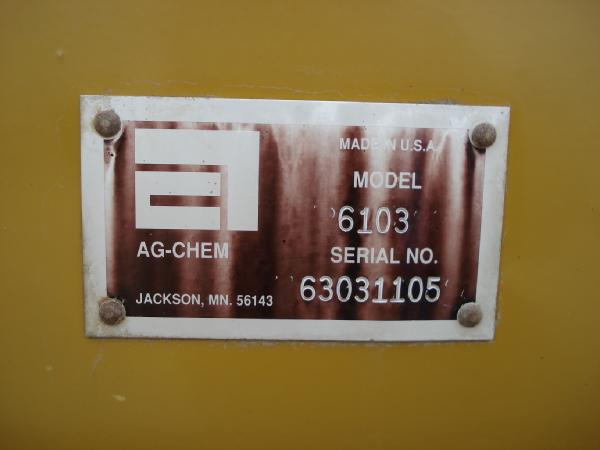 MADE IN U.S.A.
MODEL
6103
AG-CHEM
SERIAL NO.
JACKSON, MN. 56143
63031105